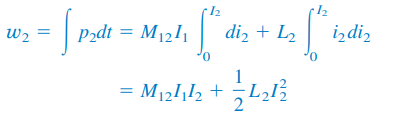 w₂ = ∫ p₂dt = M₁₂I₁ ∫₀^{I₂} di₂ + L₂ ∫₀^{I₂} i₂di₂
= M₁₂I₁I₂ + 1/2 L₂I₂²